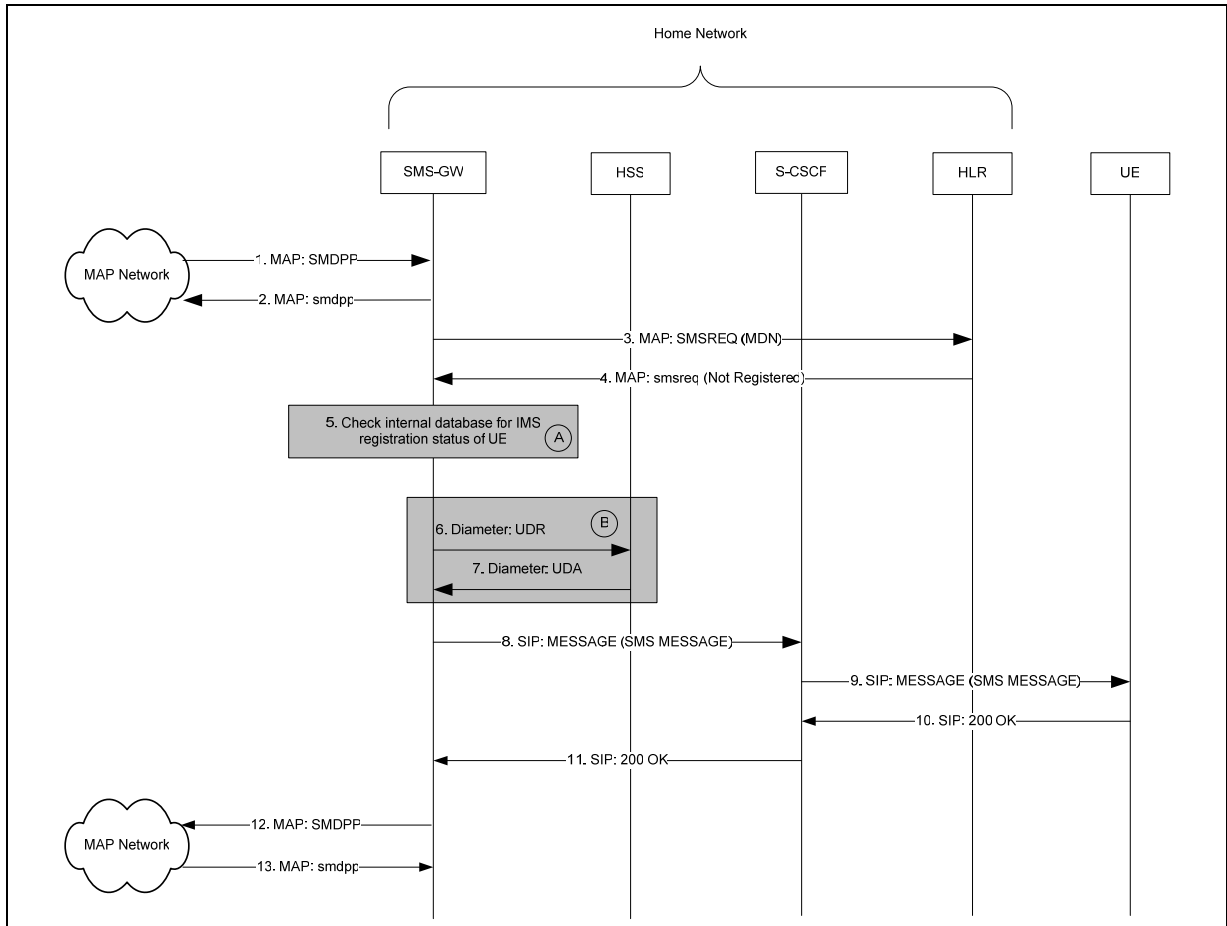 Home Network
SMS-GW
HSS
S-CSCF
HLR
UE
MAP Network
1. MAP: SMDPP
2. MAP: smdpp
3. MAP: SMSREQ (MDN)
4. MAP: smsreq (Not Registered)
5. Check internal database for IMS
registration status of UE
A
6. Diameter: UDR
B
7. Diameter: UDA
8. SIP: MESSAGE (SMS MESSAGE)
9. SIP: MESSAGE (SMS MESSAGE)
10. SIP: 200 OK
11. SIP: 200 OK
12. MAP: SMDPP
MAP Network
13. MAP: smdpp